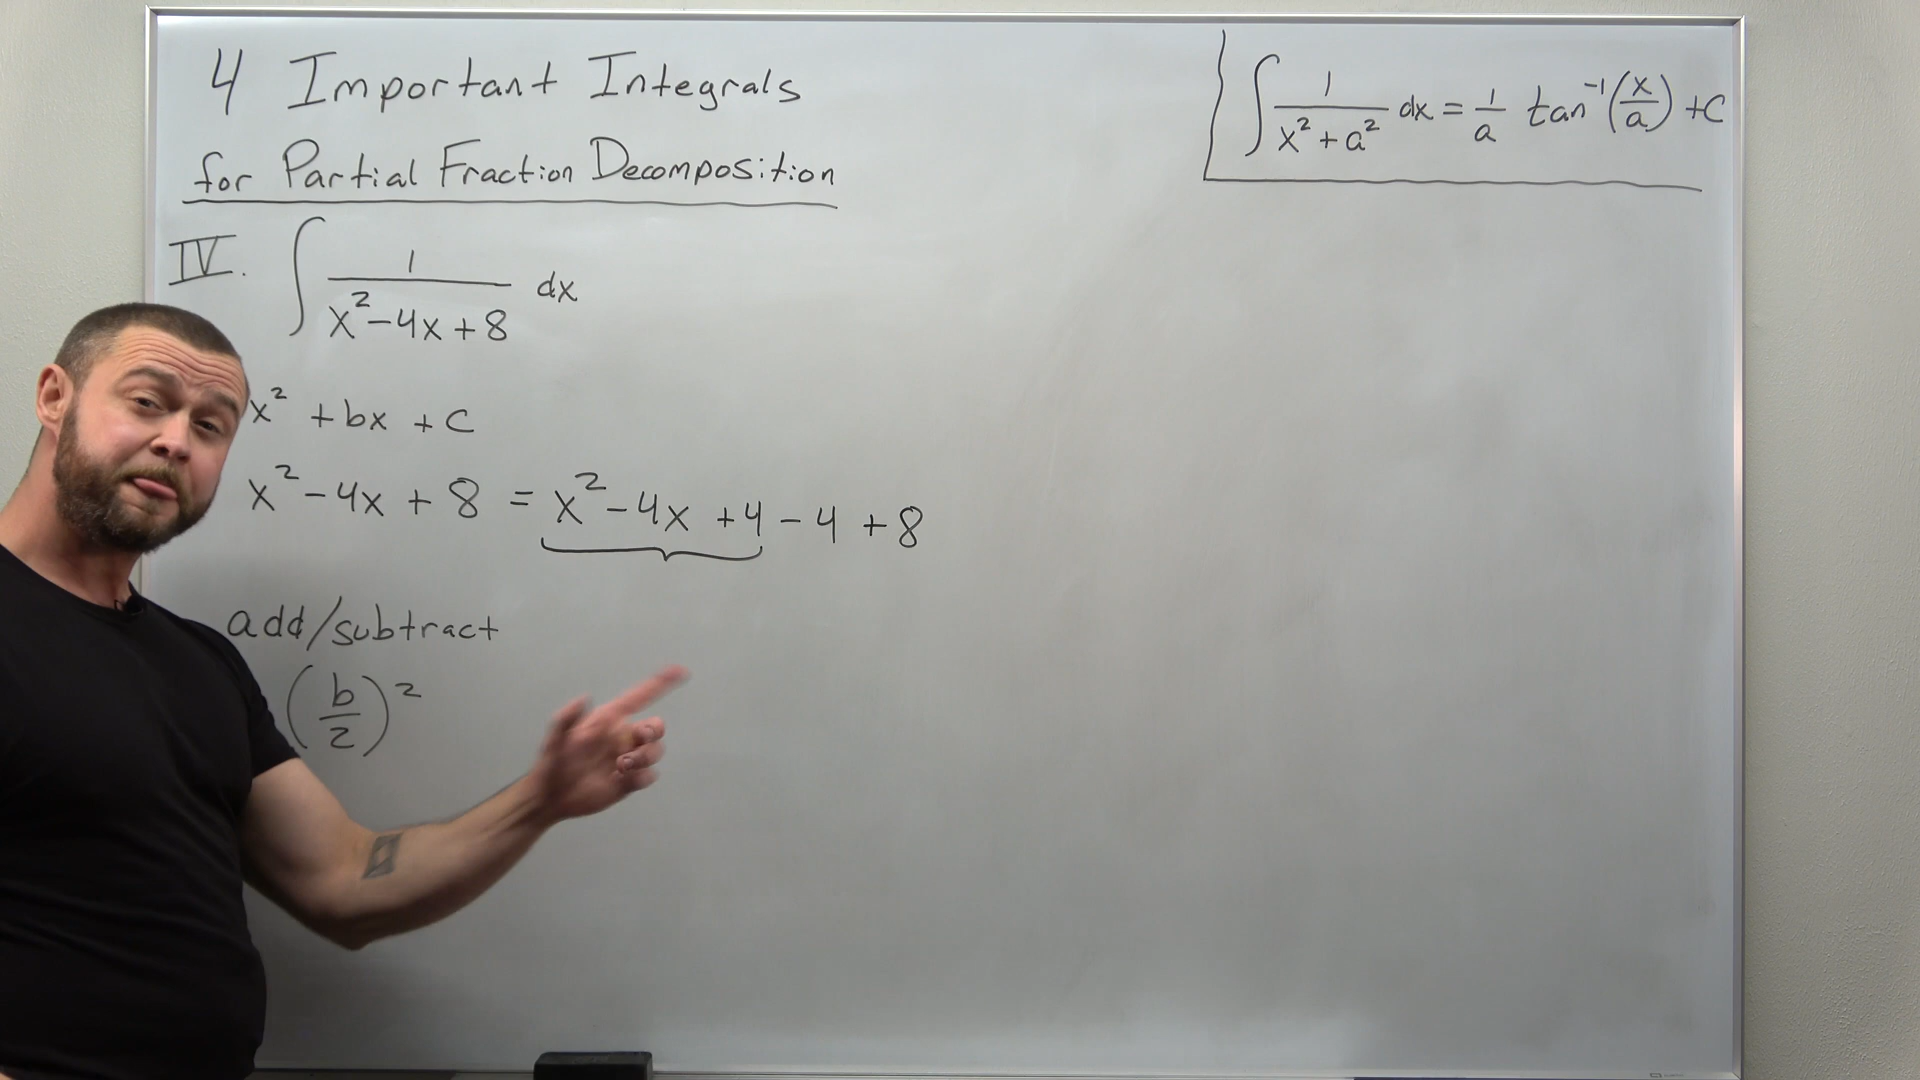 4 Important Integrals
for Partial Fraction Decomposition
∫ 1/(x² + a²) dx = 1/a tan⁻¹(x/a) + C
IV. ∫ 1/(x² - 4x + 8) dx
x² + bx + C
x² - 4x + 8 = x² - 4x + 4 - 4 + 8
add/subtract
(b/2)²